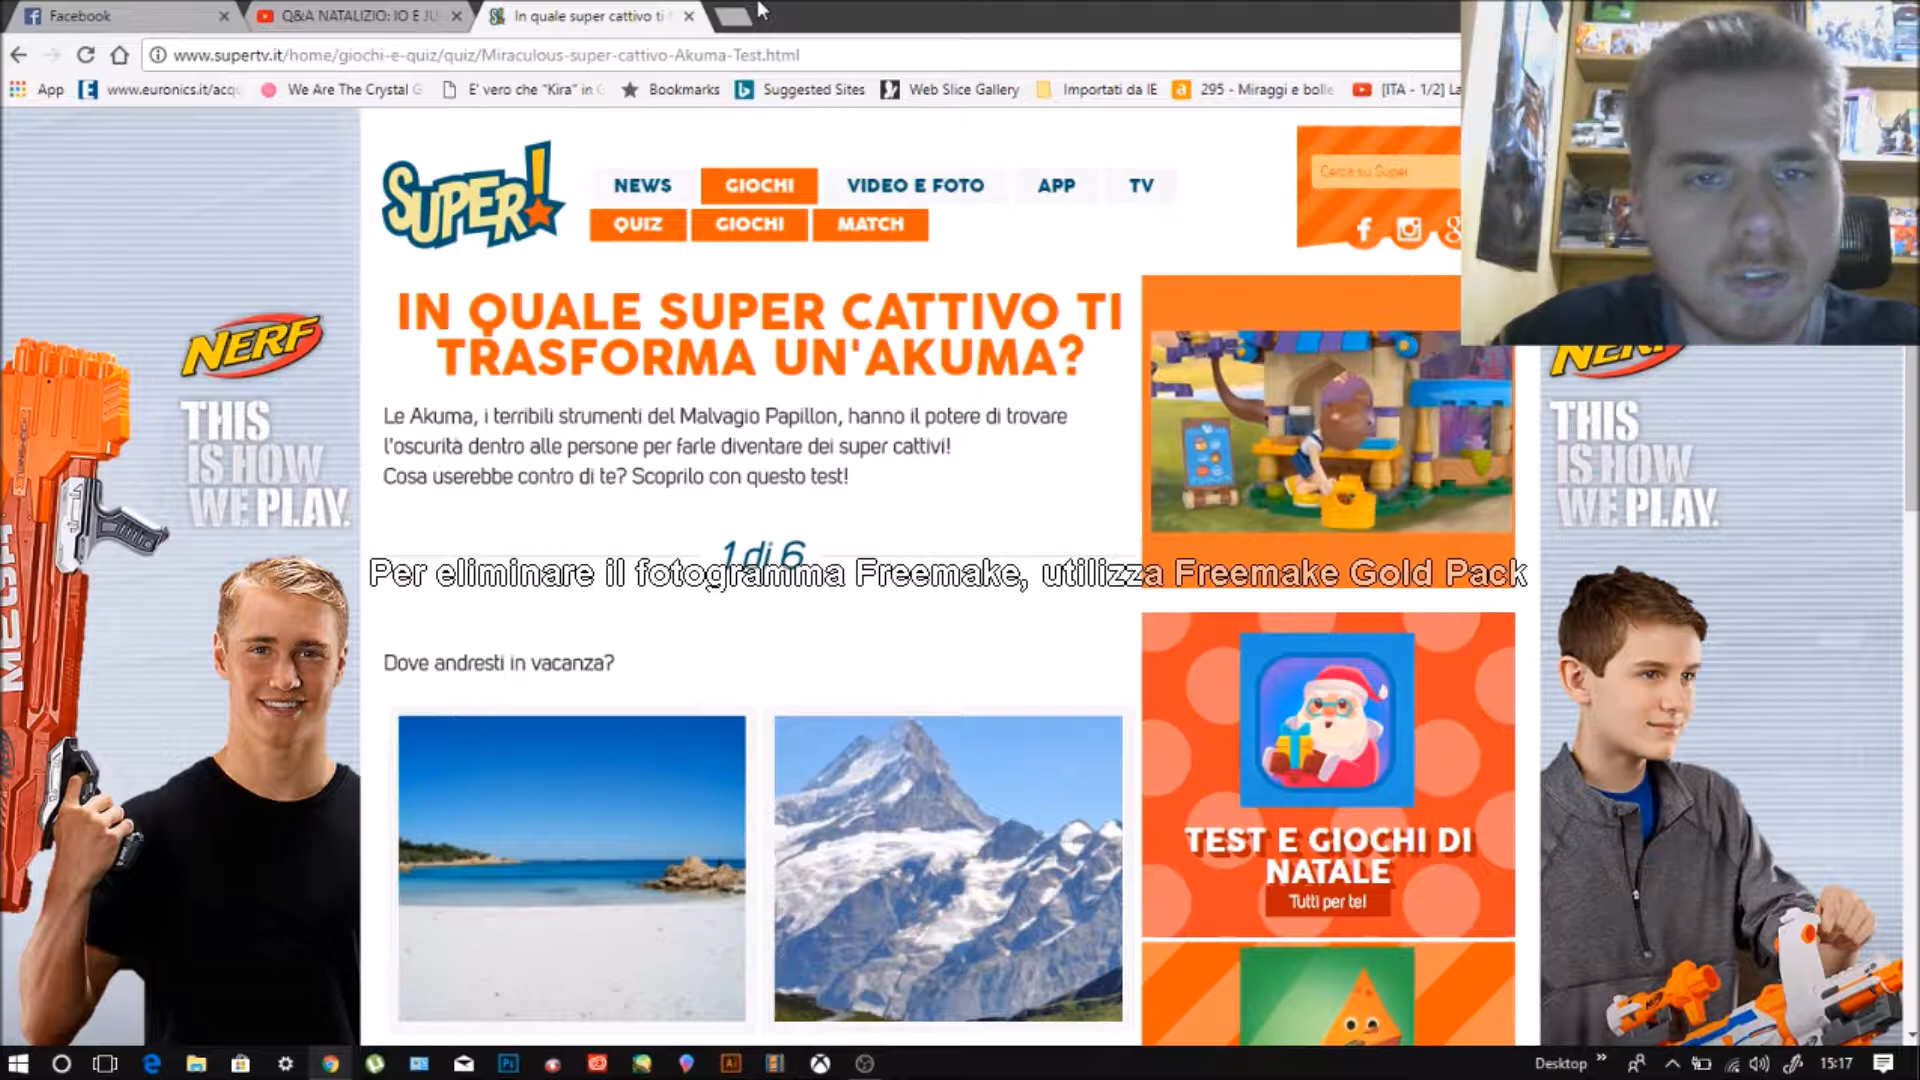 Facebook
Q&A NATALIZIO: IO E JU
In quale super cattivo ti
www.supertv.it/home/giochi-e-quiz/quiz/Miraculous-super-cattivo-Akuma-Test.html
App
www.euronics.it/acqu
We Are The Crystal G
E' vero che "Kira" in
Bookmarks
Suggested Sites
Web Slice Gallery
Importati da IE
295 - Miraggi e bolle
[ITA - 1/2] La
SUPER!
NEWS
GIOCHI
VIDEO E FOTO
APP
TV
QUIZ
GIOCHI
MATCH
Cerca su Super
IN QUALE SUPER CATTIVO TI
TRASFORMA UN'AKUMA?
Le Akuma, i terribili strumenti del Malvagio Papillon, hanno il potere di trovare
l'oscurità dentro alle persone per farle diventare dei super cattivi!
Cosa userebbe contro di te? Scoprilo con questo test!
1 di 6
Per eliminare il fotogramma Freemake, utilizza Freemake Gold Pack
Dove andresti in vacanza?
NERF
THIS
IS HOW
WE PLAY.
NERF
THIS
IS HOW
WE PLAY.
TEST E GIOCHI DI
NATALE
Tutti per te!
Desktop
15:17